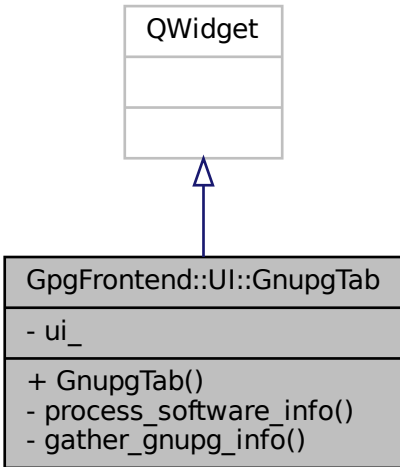 QWidget
GpgFrontend::UI::GnupgTab
- ui_
+ GnupgTab()
- process_software_info()
- gather_gnupg_info()